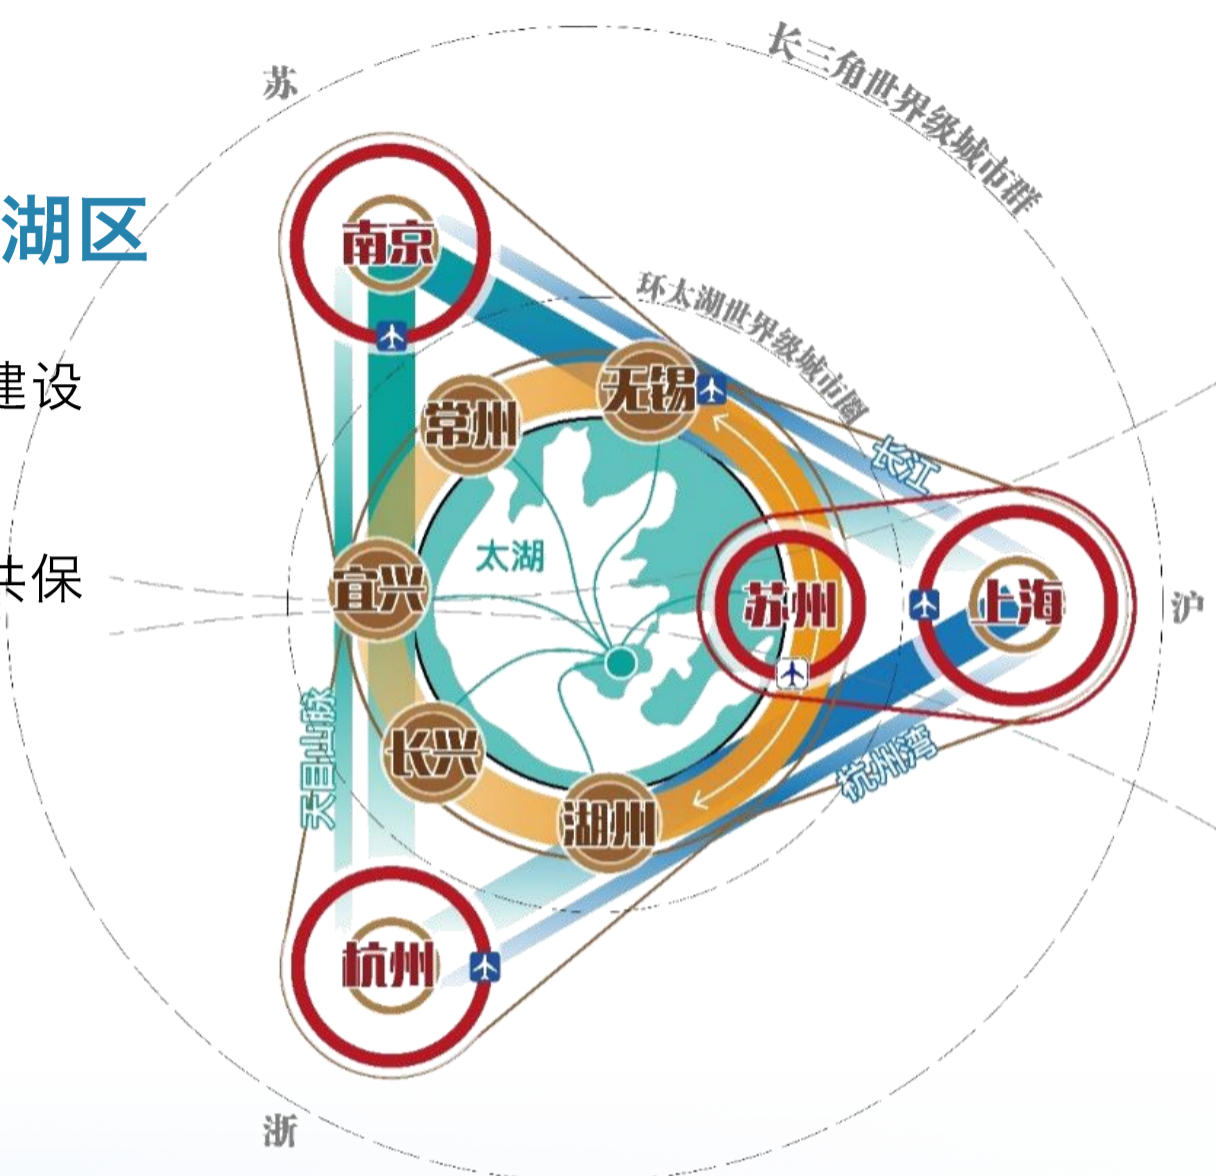 长三角世界级城市群
苏
湖区
南京
环太湖世界级城市圈
建设
无锡
常州
长江
太湖
共保
宜兴
苏州
上海
沪
天目山脉
长兴
杭州湾
湖州
杭州
浙